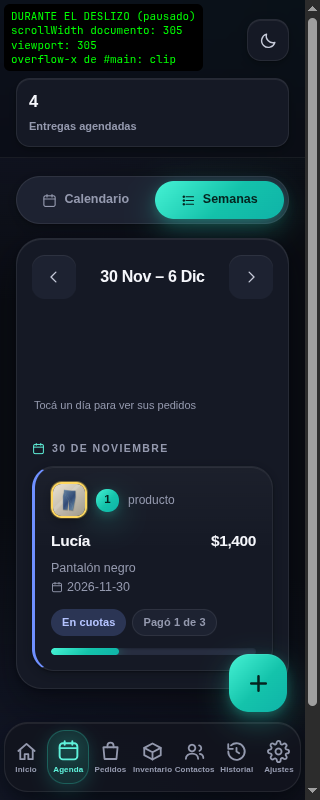 DURANTE EL DESLIZO (pausado)
scrollWidth documento: 305
viewport: 305
overflow-x de #main: clip
4
Entregas agendadas
Calendario
Semanas
30 Nov – 6 Dic
Tocá un día para ver sus pedidos
30 DE NOVIEMBRE
1 producto
Lucía $1,400
Pantalón negro
2026-11-30
En cuotas Pagó 1 de 3
+
Inicio Agenda Pedidos Inventario Contactos Historial Ajustes